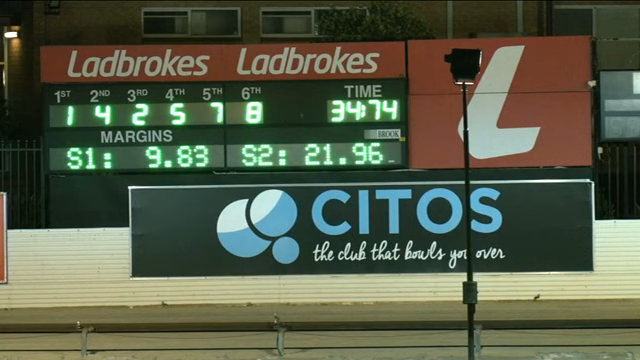 Ladbrokes Ladbrokes
1ST 2ND 3RD 4TH 5TH 6TH TIME
1 4 2 5 7 8 34:74
MARGINS BROOK
S1: 9.83 S2: 21.96
L
CITOS
the club that bowls you over